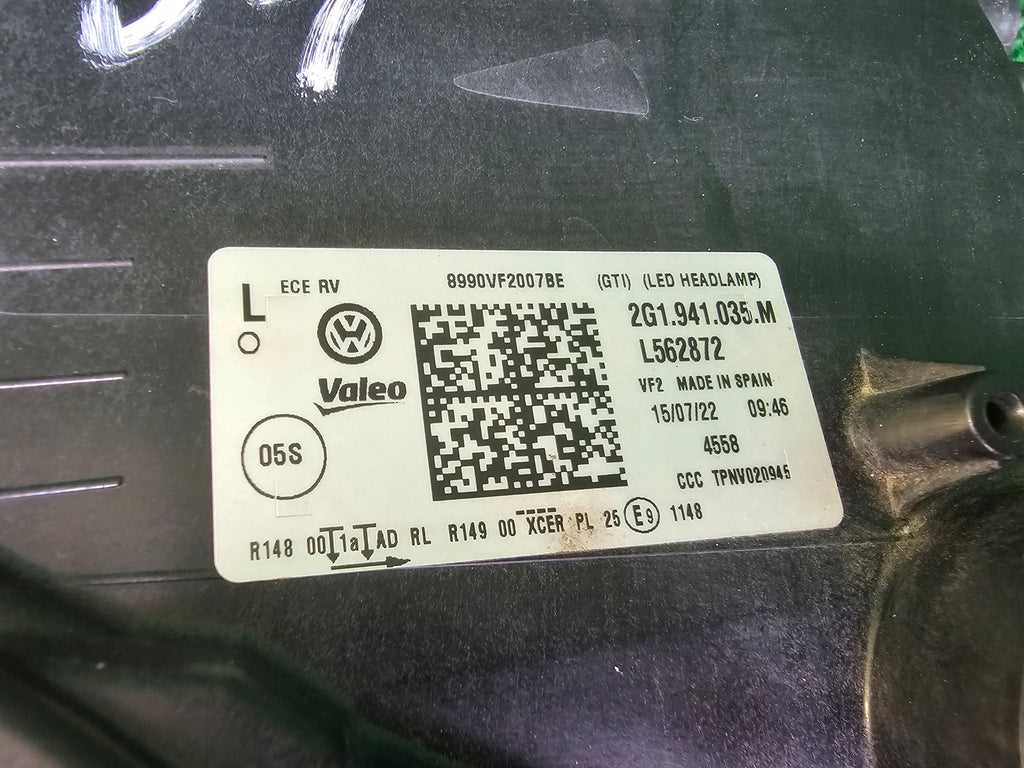 L ECE RV 8990VF2007BE (GTI) (LED HEADLAMP)
2G1.941.035.M
Valeo L562872
VF2 MADE IN SPAIN
05S 15/07/22 09:46
4558
CCC TPNV020945
R148 00 1a AD RL R149 00 XCER PL 25 E9 1148